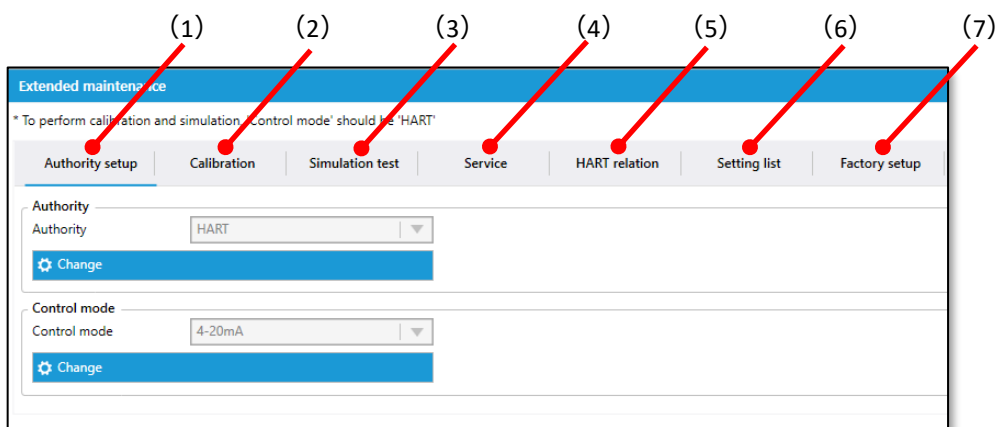 (1) (2) (3) (4) (5) (6) (7)
Extended maintenance
* To perform calibration and simulation, 'Control mode' should be 'HART'
Authority setup Calibration Simulation test Service HART relation Setting list Factory setup
Authority
Authority HART
Change
Control mode
Control mode 4-20mA
Change